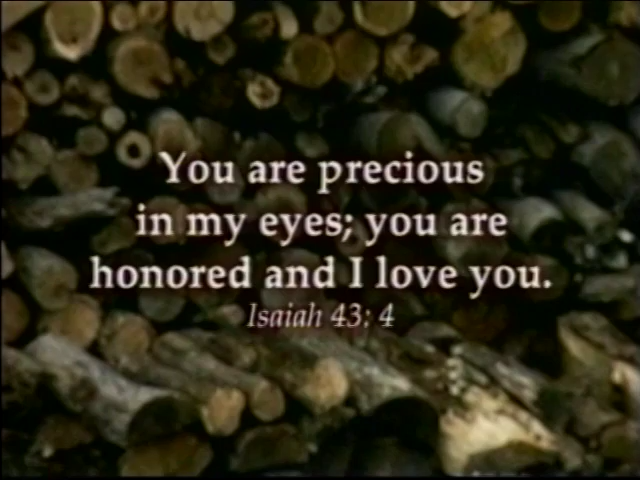 You are precious
in my eyes; you are
honored and I love you.
Isaiah 43: 4